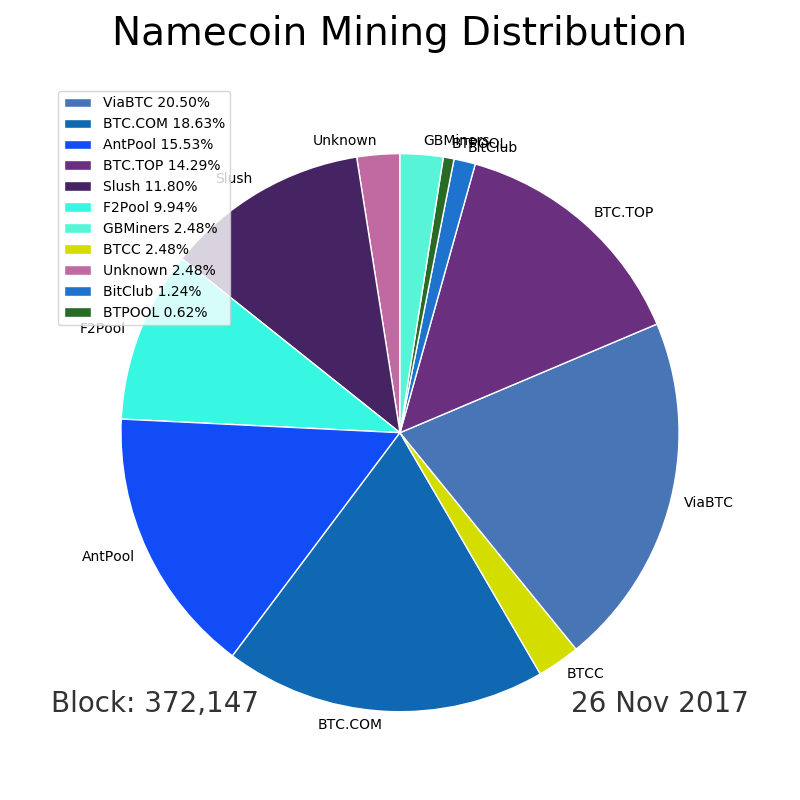 Namecoin Mining Distribution
ViaBTC 20.50%
BTC.COM 18.63%
AntPool 15.53%
BTC.TOP 14.29%
Slush 11.80%
F2Pool 9.94%
GBMiners 2.48%
BTCC 2.48%
Unknown 2.48%
BitClub 1.24%
BTPOOL 0.62%
Unknown
GBMiners
BTPOOL
BitClub
Slush
BTC.TOP
F2Pool
ViaBTC
AntPool
BTCC
BTC.COM
Block: 372,147
26 Nov 2017